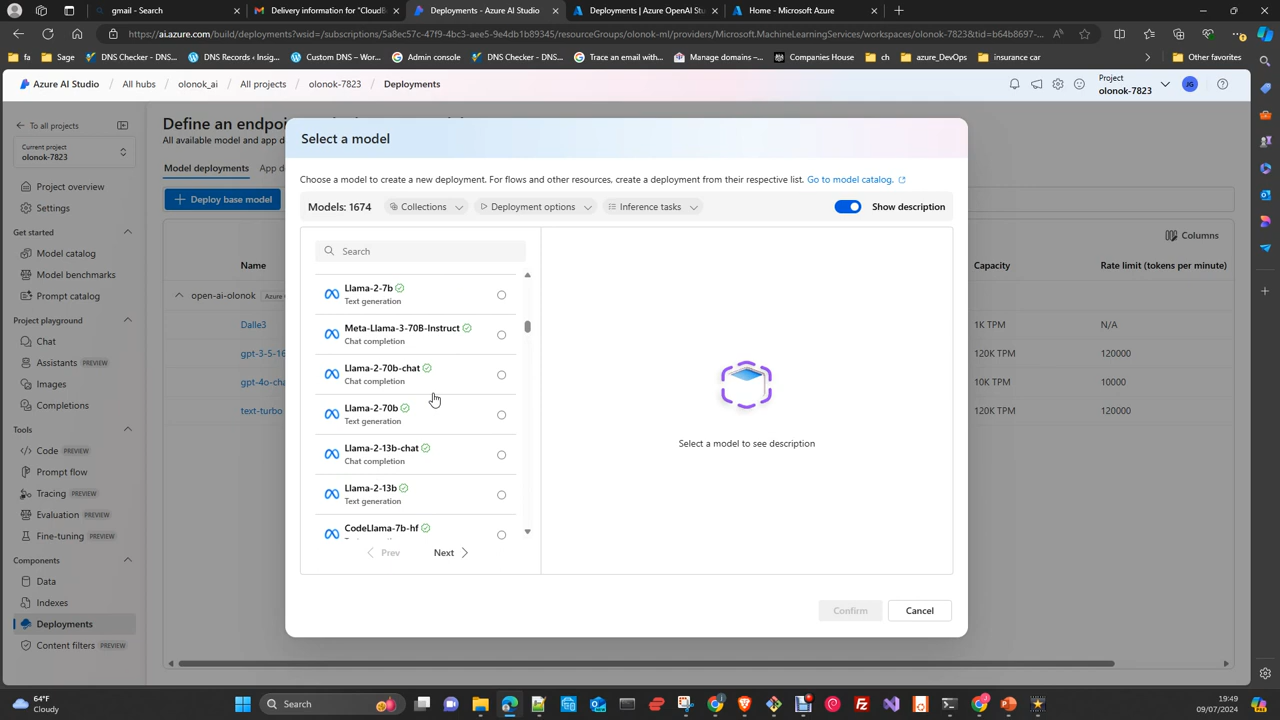 gmail - Search
Delivery information for "CloudB
Deployments - Azure AI Studio
Deployments | Azure OpenAI Stu
Home - Microsoft Azure
https://ai.azure.com/build/deployments?wsid=/subscriptions/5a8ec57c-47f9-4bc3-aee5-9e4db1b89345/resourceGroups/olonok-ml/providers/Microsoft.MachineLearningServices/workspaces/olonok-7823&tid=b64b8697-...
fa
Santander
DNS Checker - DNS...
DNS Records ‹ Insig...
Custom DNS – Wor...
Admin console
DNS Checker - DNS...
Trace an email with...
Manage domains -...
Companies House
ch
azure_DevOps
insurance car
Other favorites
Azure AI Studio / All hubs / olonok_ai / All projects / olonok-7823 / Deployments
Project
olonok-7823
JG
To all projects
Current project
olonok-7823
Project overview
Settings
Get started
Model catalog
Model benchmarks
Prompt catalog
Project playground
Chat
Assistants PREVIEW
Images
Completions
Tools
Code PREVIEW
Prompt flow
Tracing PREVIEW
Evaluation PREVIEW
Fine-tuning PREVIEW
Components
Data
Indexes
Deployments
Content filters PREVIEW
Define an endpoin
All available model and app d
Model deployments
App de
Deploy base model
Columns
Name
Capacity
Rate limit (tokens per minute)
open-ai-olonok
Azure
Dalle3
1K TPM
N/A
gpt-3-5-16
120K TPM
120000
gpt-4o-cha
10K TPM
10000
text-turbo
120K TPM
120000
Select a model
Choose a model to create a new deployment. For flows and other resources, create a deployment from their respective list. Go to model catalog.
Models: 1674
Collections
Deployment options
Inference tasks
Show description
Search
Llama-2-7b
Text generation
Meta-Llama-3-70B-Instruct
Chat completion
Llama-2-70b-chat
Chat completion
Llama-2-70b
Text generation
Llama-2-13b-chat
Chat completion
Llama-2-13b
Text generation
CodeLlama-7b-hf
Prev
Next
Select a model to see description
Confirm
Cancel
64°F
Cloudy
Search
19:49
09/07/2024